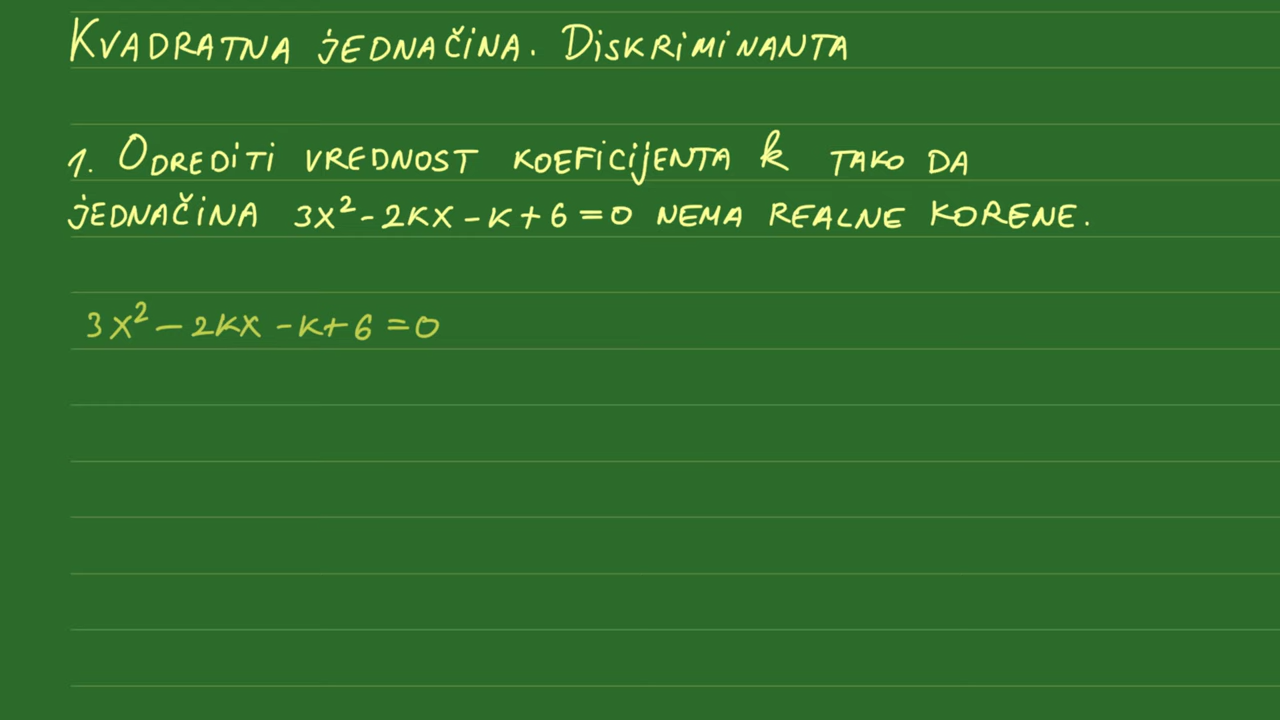 KVADRATNA JEDNAČINA. DISKRIMINANTA
1. ODREDITI VREDNOST KOEFICIJENTA k TAKO DA
JEDNAČINA 3X² - 2KX - K + 6 = 0 NEMA REALNE KORENE.
3X² - 2KX - K + 6 = 0